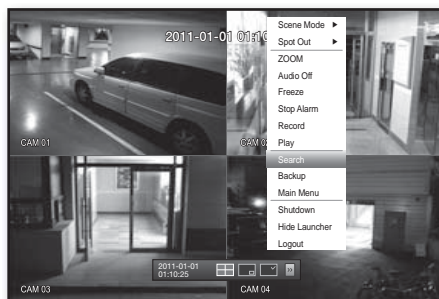 2011-01-01 01:10
Scene Mode
Spot Out
ZOOM
Audio Off
Freeze
Stop Alarm
Record
Play
Search
Backup
Main Menu
Shutdown
Hide Launcher
Logout
CAM 01
CAM 0
2011-01-01
01:10:25
CAM 03
CAM 04